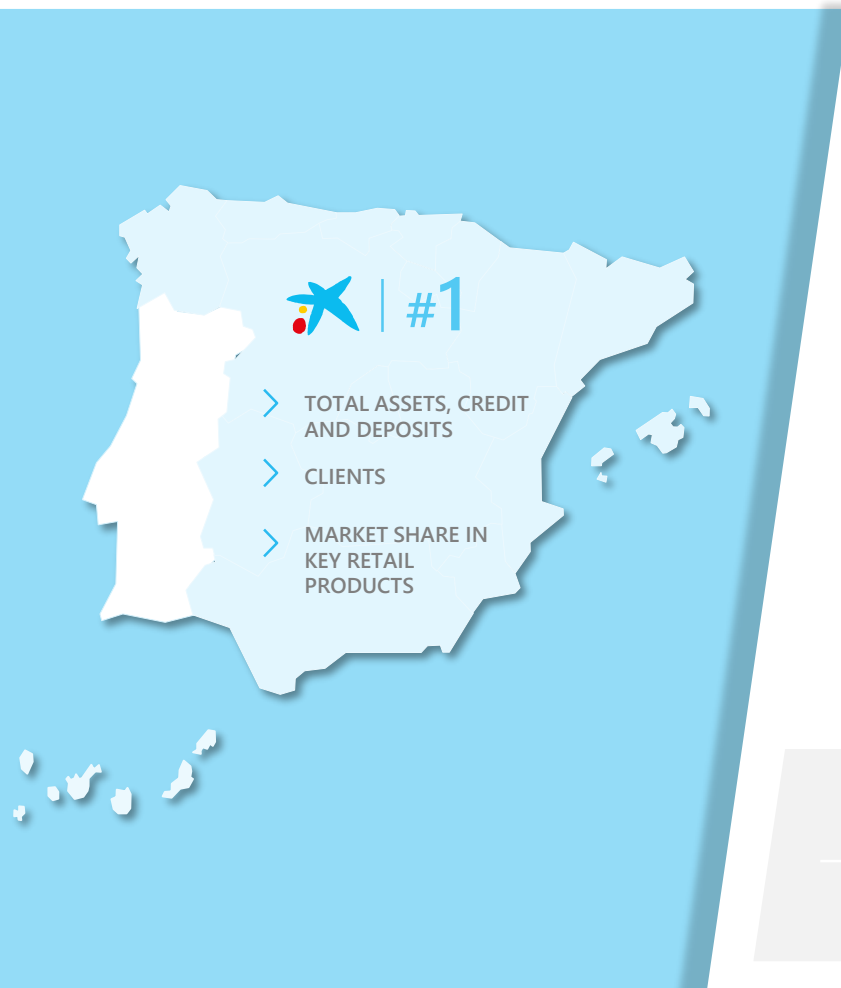 #1
TOTAL ASSETS, CREDIT
AND DEPOSITS
CLIENTS
MARKET SHARE IN
KEY RETAIL
PRODUCTS